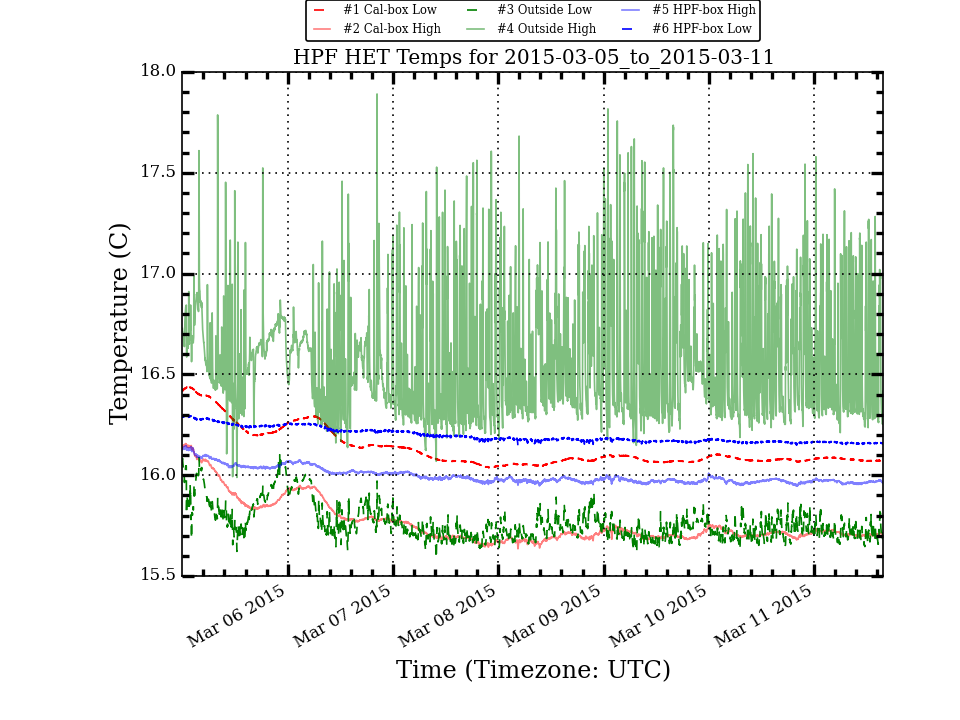 #1 Cal-box Low #3 Outside Low #5 HPF-box High
#2 Cal-box High #4 Outside High #6 HPF-box Low
HPF HET Temps for 2015-03-05_to_2015-03-11
18.0
17.5
17.0
16.5
16.0
15.5
Temperature (C)
Mar 06 2015 Mar 07 2015 Mar 08 2015 Mar 09 2015 Mar 10 2015 Mar 11 2015
Time (Timezone: UTC)